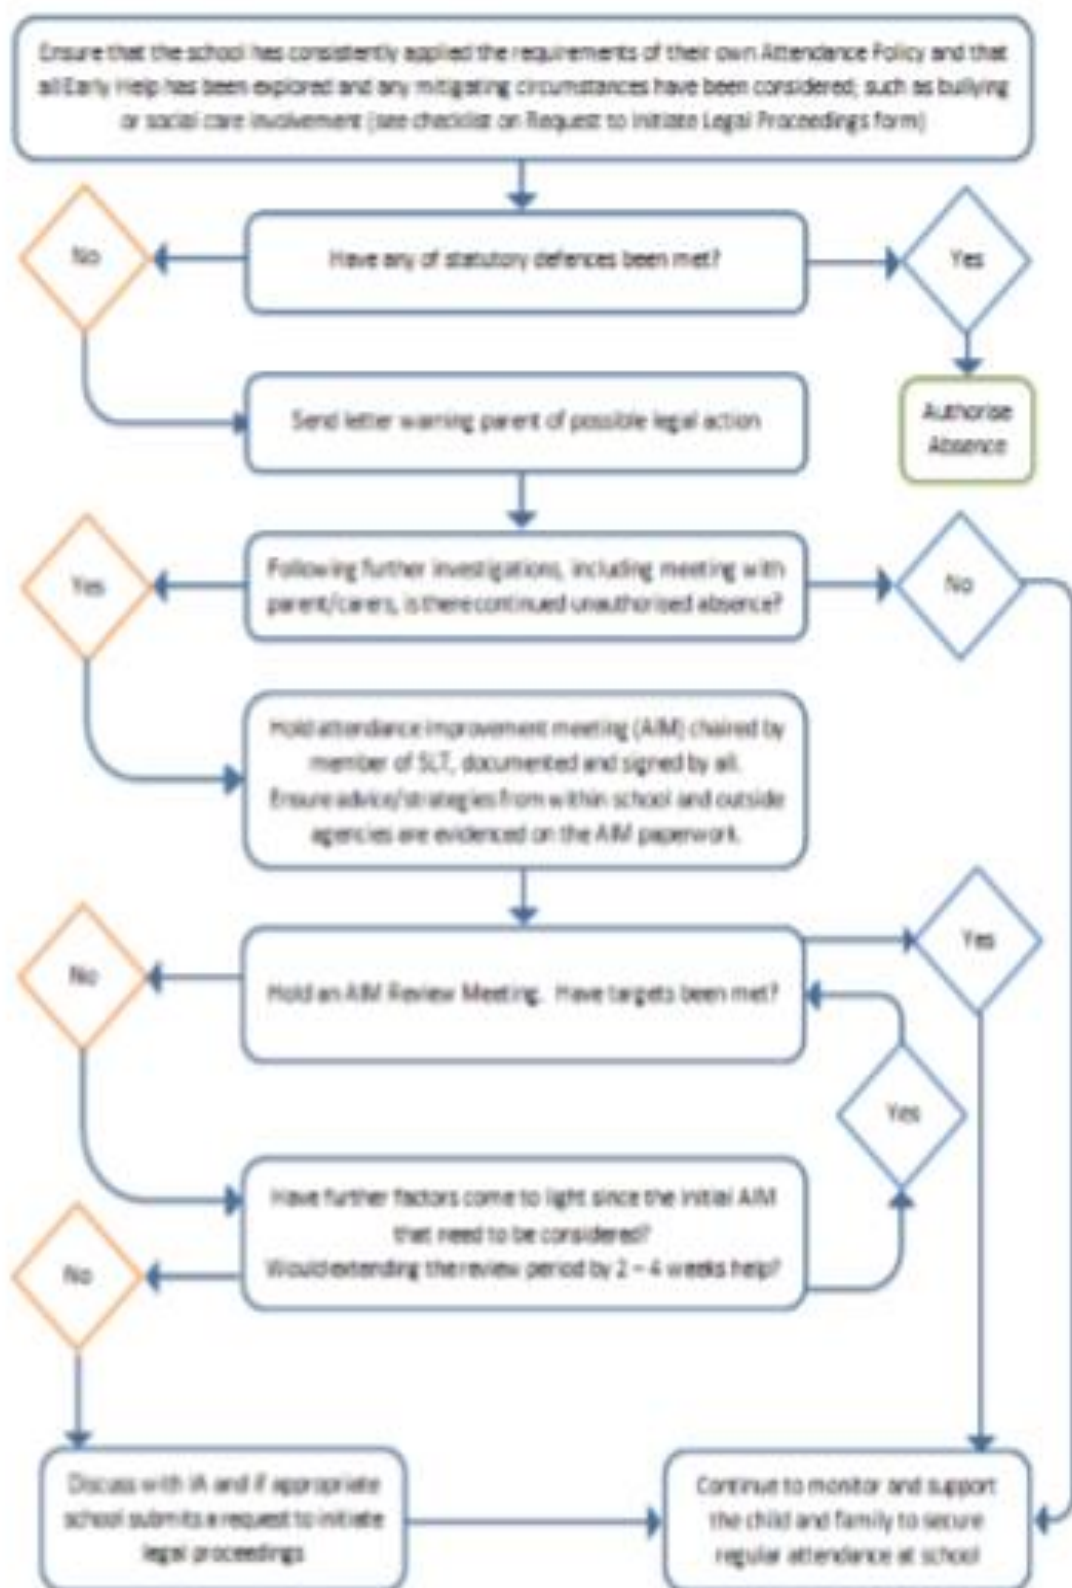 Ensure that the school has consistently applied the requirements of their own Attendance Policy and that
all Early Help has been explored and any mitigating circumstances have been considered, such as bullying
or social care involvement (see checklist on Request to Initiate Legal Proceedings form)
No
Have any of statutory defences been met?
Yes
Send letter warning parent of possible legal action
Authorise
Absence
Yes
Following further investigations, including meeting with
parent/carers, is there continued unauthorised absence?
No
Hold attendance improvement meeting (AIM) chaired by
member of SLT, documented and signed by all.
Ensure advice/strategies from within school and outside
agencies are evidenced on the AIM paperwork.
No
Hold an AIM Review Meeting. Have targets been met?
Yes
Yes
Have further factors come to light since the initial AIM
that need to be considered?
Would extending the review period by 2 – 4 weeks help?
No
Discuss with IA and if appropriate
school submits a request to initiate
legal proceedings
Continue to monitor and support
the child and family to secure
regular attendance at school